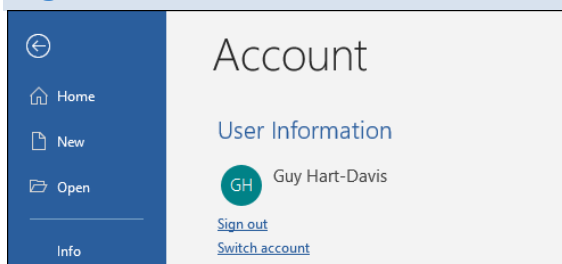 Account
Home
User Information
New
GH Guy Hart-Davis
Open
Sign out
Info
Switch account